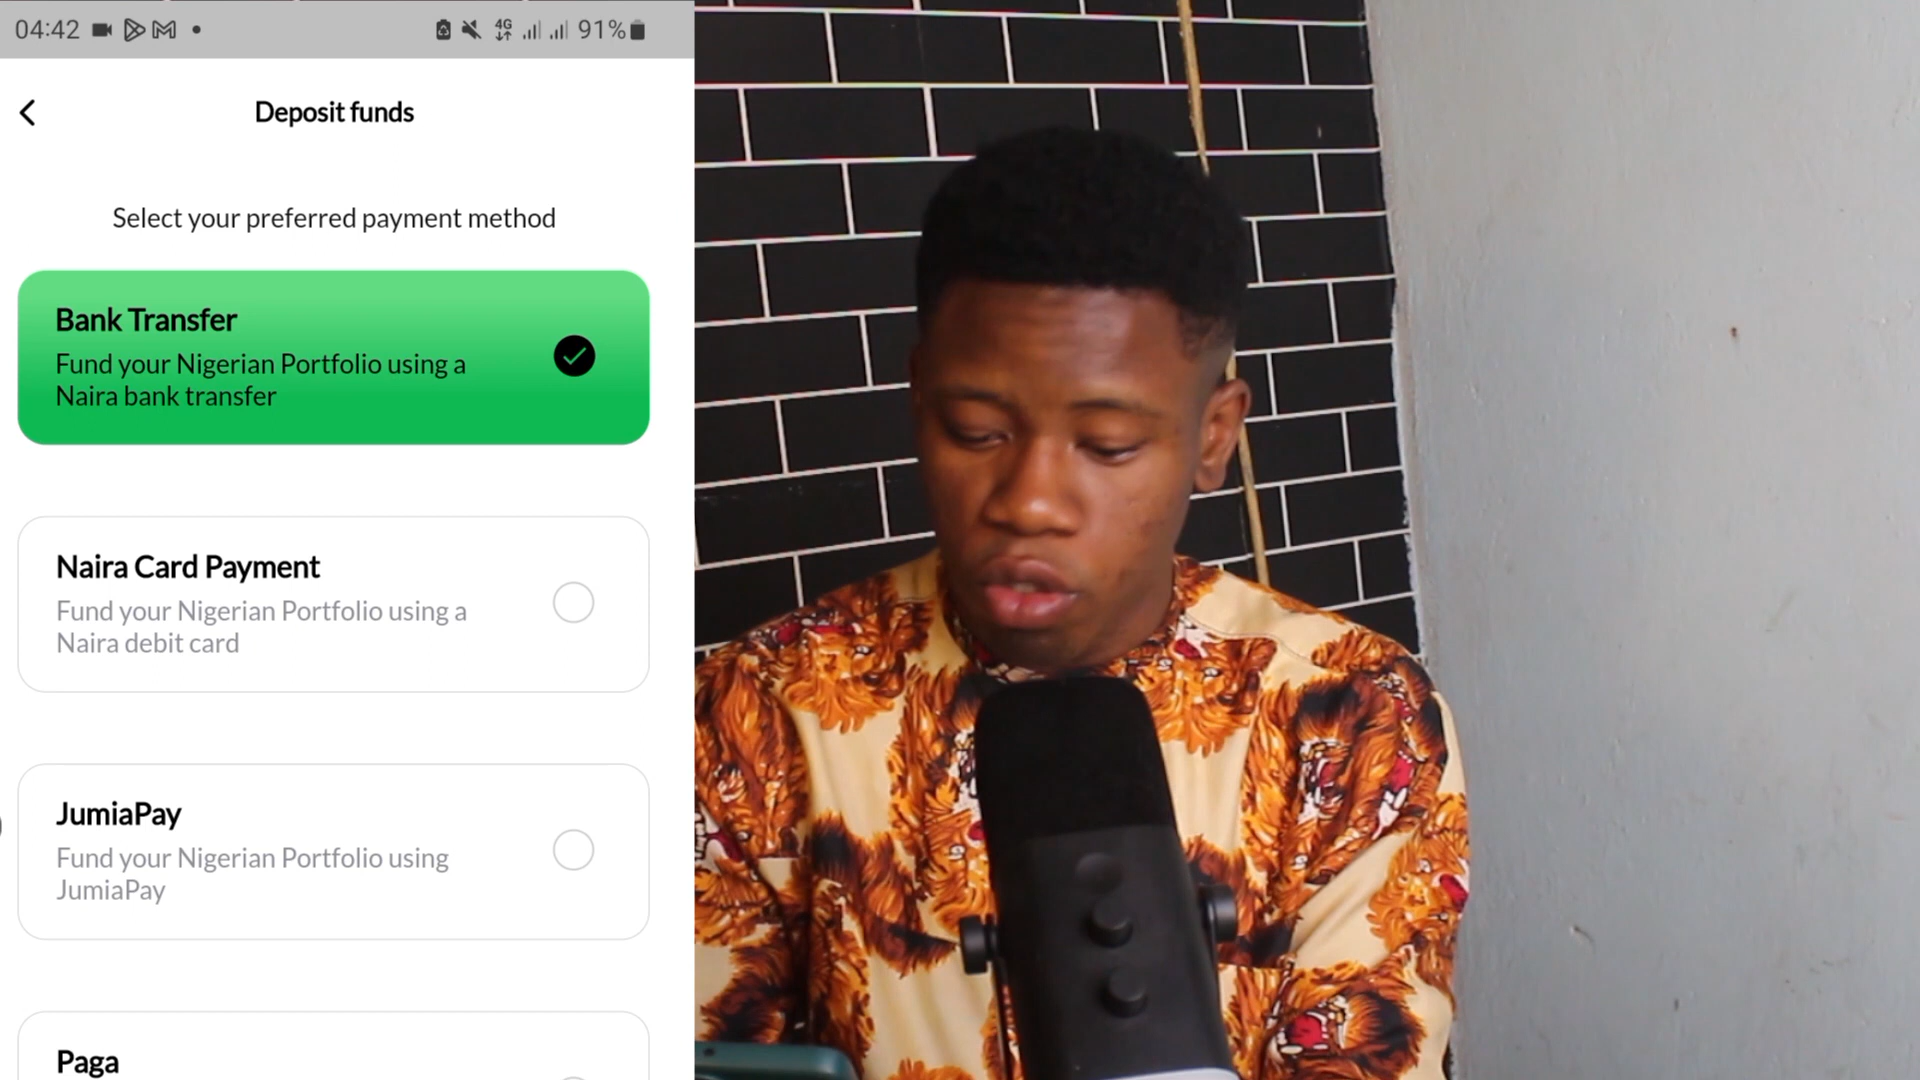 04:42
4G
91%
Deposit funds
Select your preferred payment method
Bank Transfer
Fund your Nigerian Portfolio using a
Naira bank transfer
Naira Card Payment
Fund your Nigerian Portfolio using a
Naira debit card
JumiaPay
Fund your Nigerian Portfolio using
JumiaPay
Paga